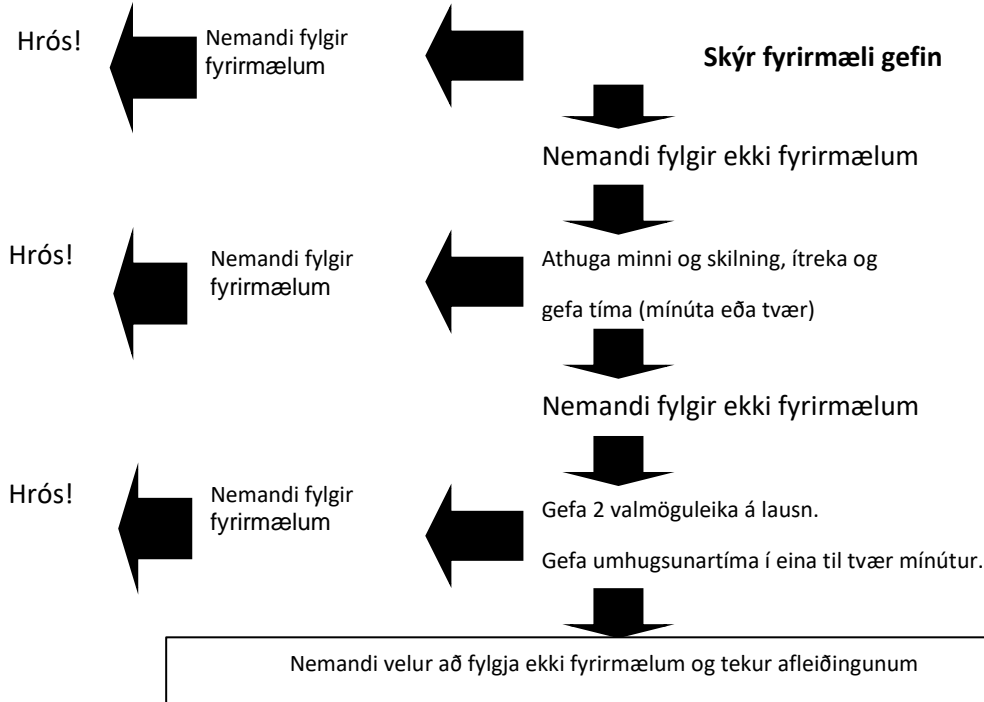 Skýr fyrirmæli gefin
Nemandi fylgir
fyrirmælum
Hrós!
Nemandi fylgir ekki fyrirmælum
Athuga minni og skilning, ítreka og
gefa tíma (mínúta eða tvær)
Nemandi fylgir
fyrirmælum
Hrós!
Nemandi fylgir ekki fyrirmælum
Gefa 2 valmöguleika á lausn.
Gefa umhugsunartíma í eina til tvær mínútur.
Nemandi fylgir
fyrirmælum
Hrós!
Nemandi velur að fylgja ekki fyrirmælum og tekur afleiðingunum